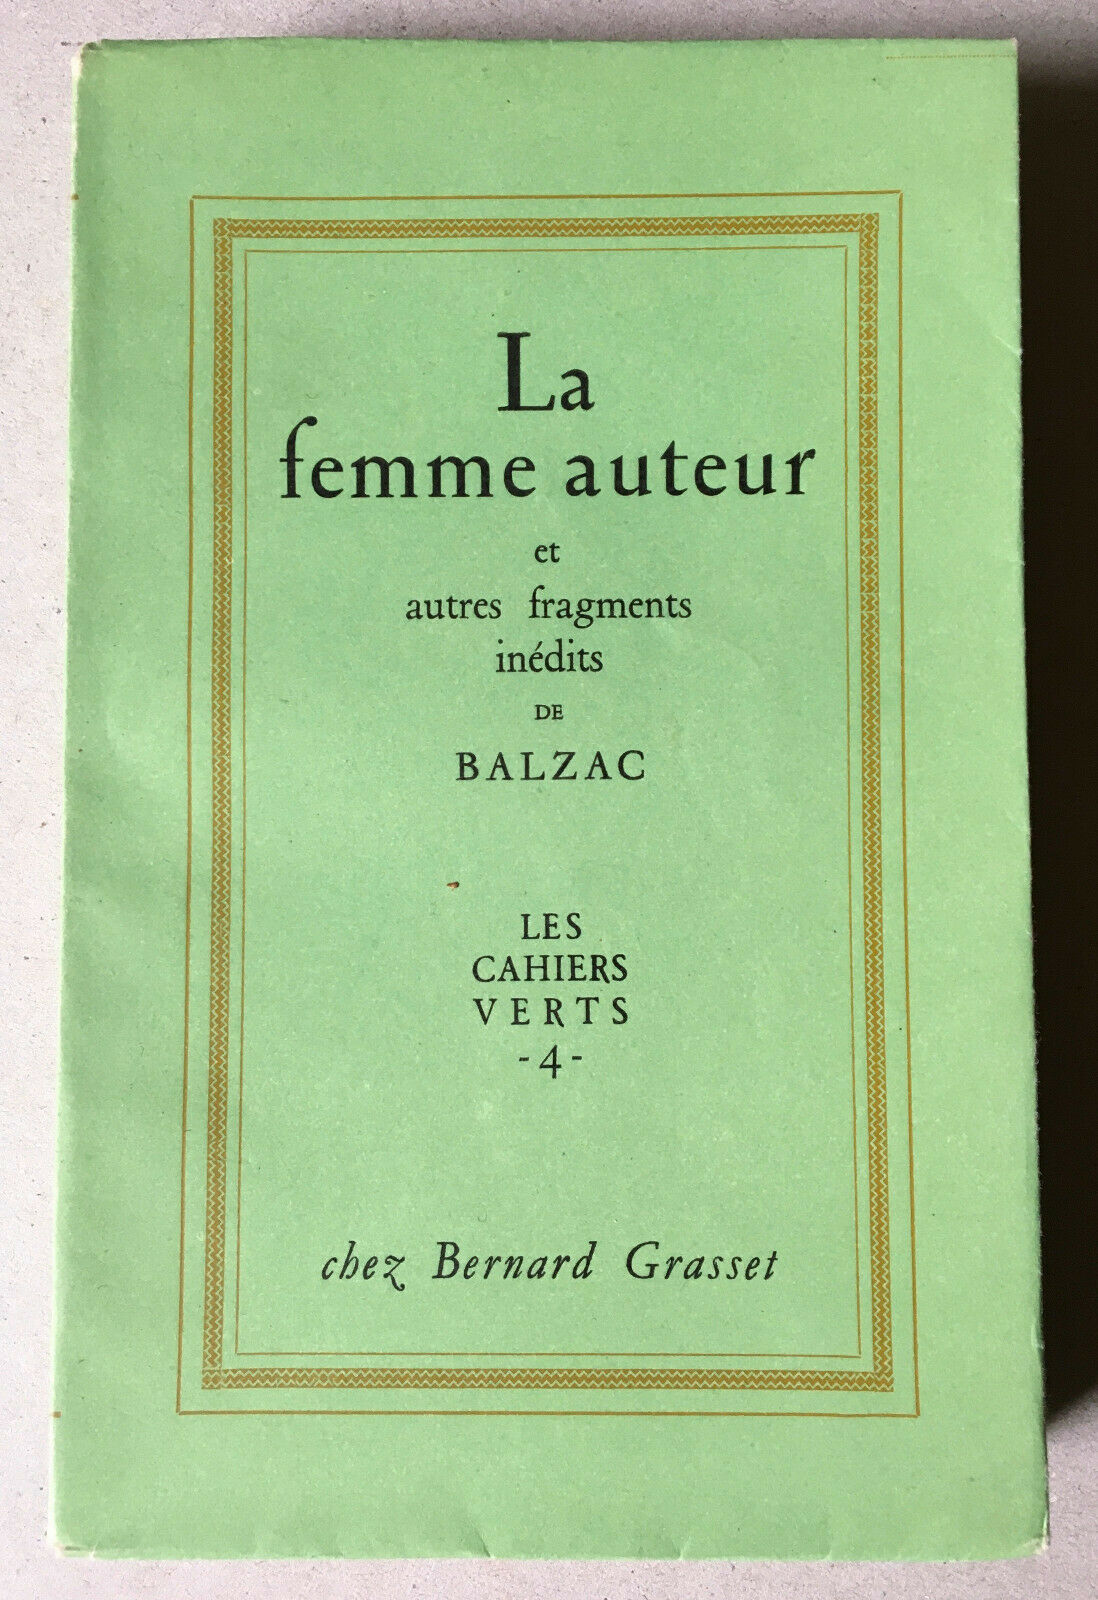 La
femme auteur
et
autres fragments
inédits
DE
BALZAC
LES
CAHIERS
VERTS
-4-
chez Bernard Grasset